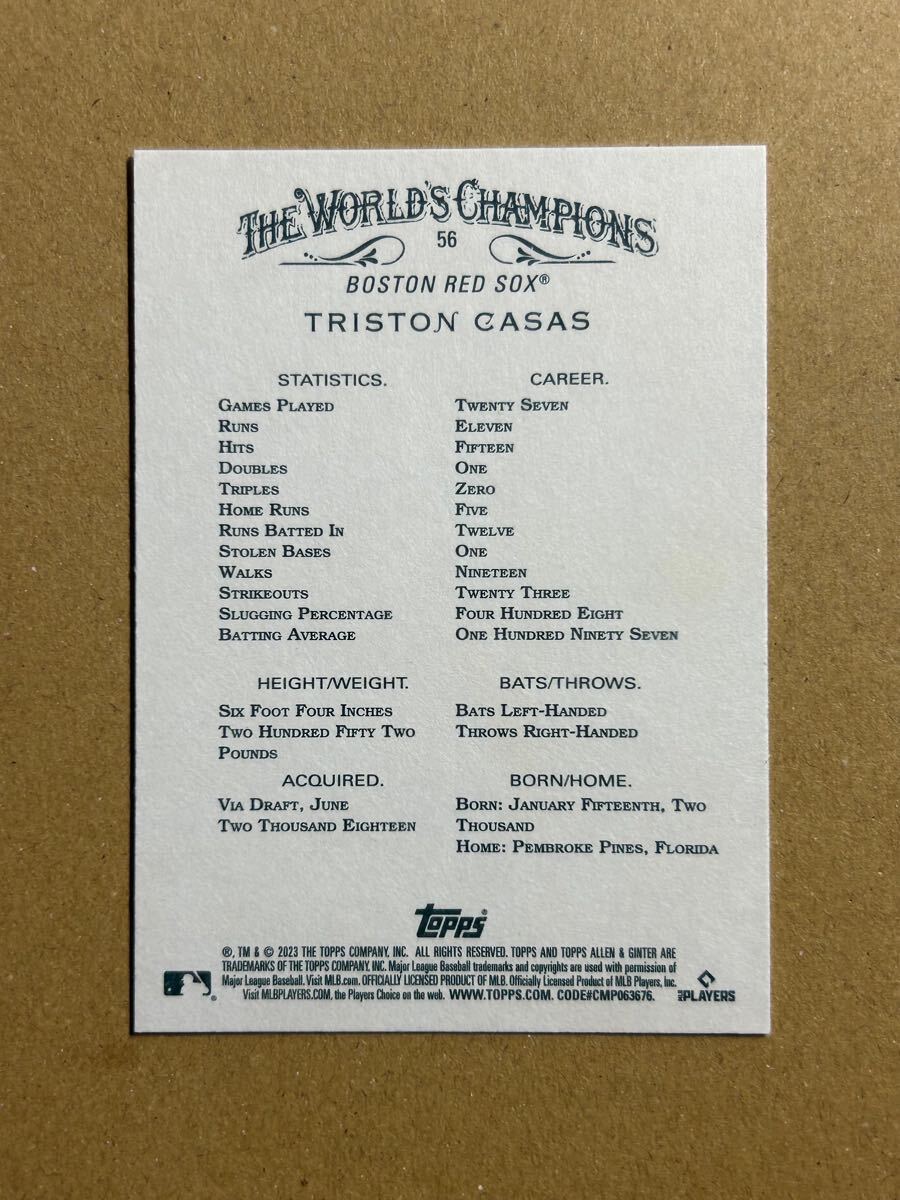 THE WORLD'S CHAMPIONS
56
BOSTON RED SOX®
TRISTON CASAS
STATISTICS. CAREER.
GAMES PLAYED TWENTY SEVEN
RUNS ELEVEN
HITS FIFTEEN
DOUBLES ONE
TRIPLES ZERO
HOME RUNS FIVE
RUNS BATTED IN TWELVE
STOLEN BASES ONE
WALKS NINETEEN
STRIKEOUTS TWENTY THREE
SLUGGING PERCENTAGE FOUR HUNDRED EIGHT
BATTING AVERAGE ONE HUNDRED NINETY SEVEN
HEIGHT/WEIGHT.
SIX FOOT FOUR INCHES
TWO HUNDRED FIFTY TWO
POUNDS
BATS/THROWS.
BATS LEFT-HANDED
THROWS RIGHT-HANDED
ACQUIRED.
VIA DRAFT, JUNE
TWO THOUSAND EIGHTEEN
BORN/HOME.
BORN: JANUARY FIFTEENTH, TWO
THOUSAND
HOME: PEMBROKE PINES, FLORIDA
topps®
®, TM & © 2023 THE TOPPS COMPANY, INC. ALL RIGHTS RESERVED. TOPPS AND TOPPS ALLEN & GINTER ARE
TRADEMARKS OF THE TOPPS COMPANY, INC. Major League Baseball trademarks and copyrights are used with permission of
Major League Baseball. Visit MLB.com. OFFICIALLY LICENSED PRODUCT OF MLB. Officially Licensed Product of MLB Players, Inc.
Visit MLBPLAYERS.COM, the Players Choice on the web. WWW.TOPPS.COM. CODE#CMP063676.
MLB PLAYERS